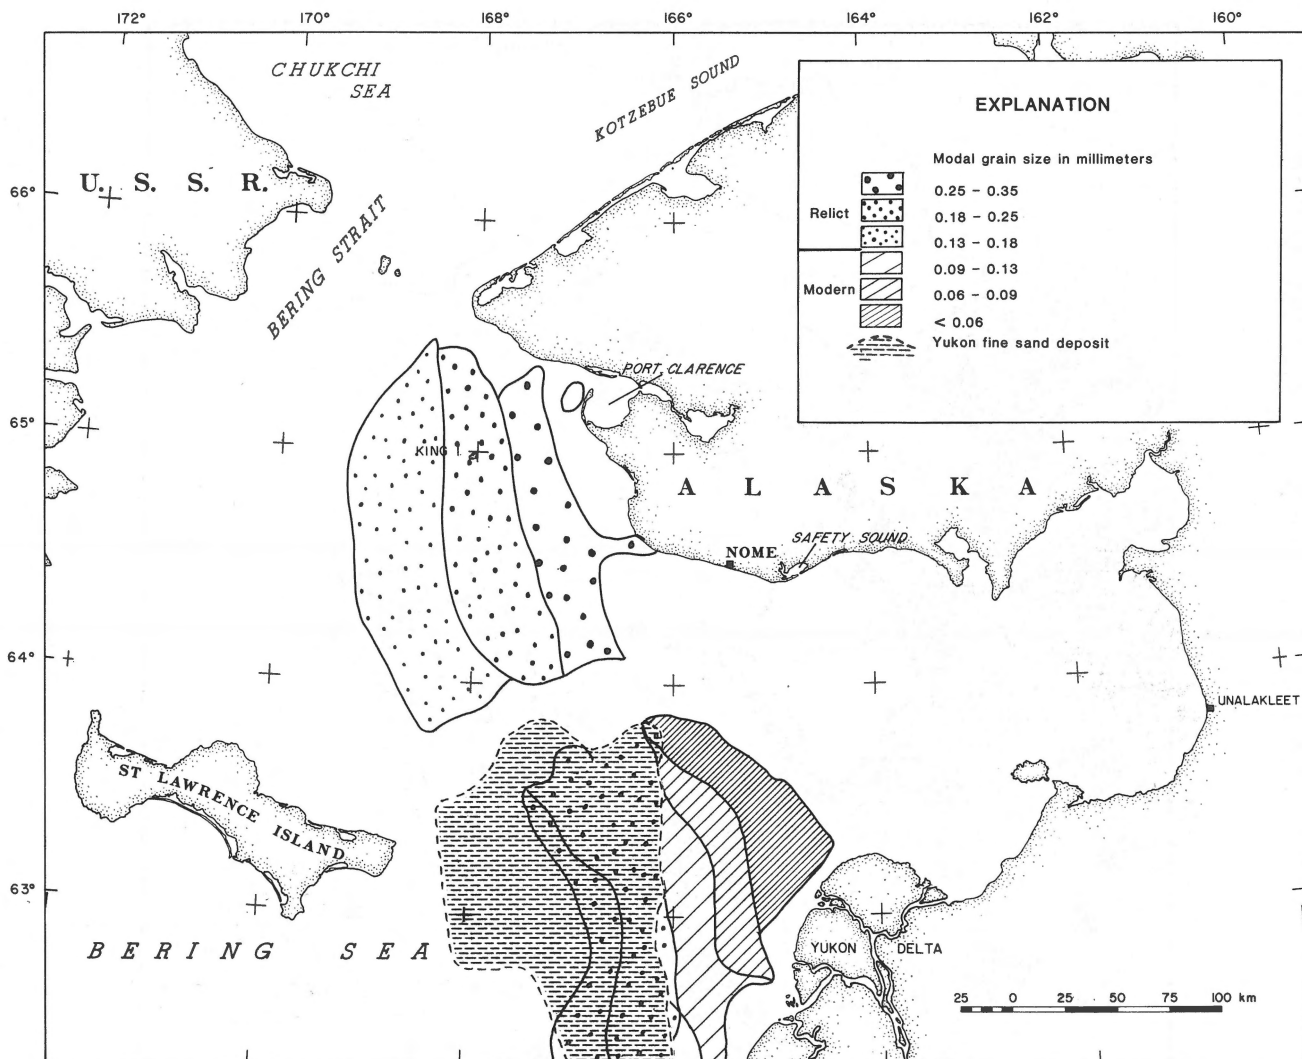 172° 170° 168° 166° 164° 162° 160°
CHUKCHI
SEA
KOTZEBUE SOUND
EXPLANATION
Modal grain size in millimeters
0.25 - 0.35
Relict 0.18 - 0.25
0.13 - 0.18
0.09 - 0.13
Modern 0.06 - 0.09
< 0.06
Yukon fine sand deposit
U. S. S. R.
66°
BERING STRAIT
PORT CLARENCE
65°
KING I
ALASKA
NOME
SAFETY SOUND
64°
UNALAKLEET
ST LAWRENCE ISLAND
63°
BERING SEA
YUKON DELTA
25 0 25 50 75 100 km